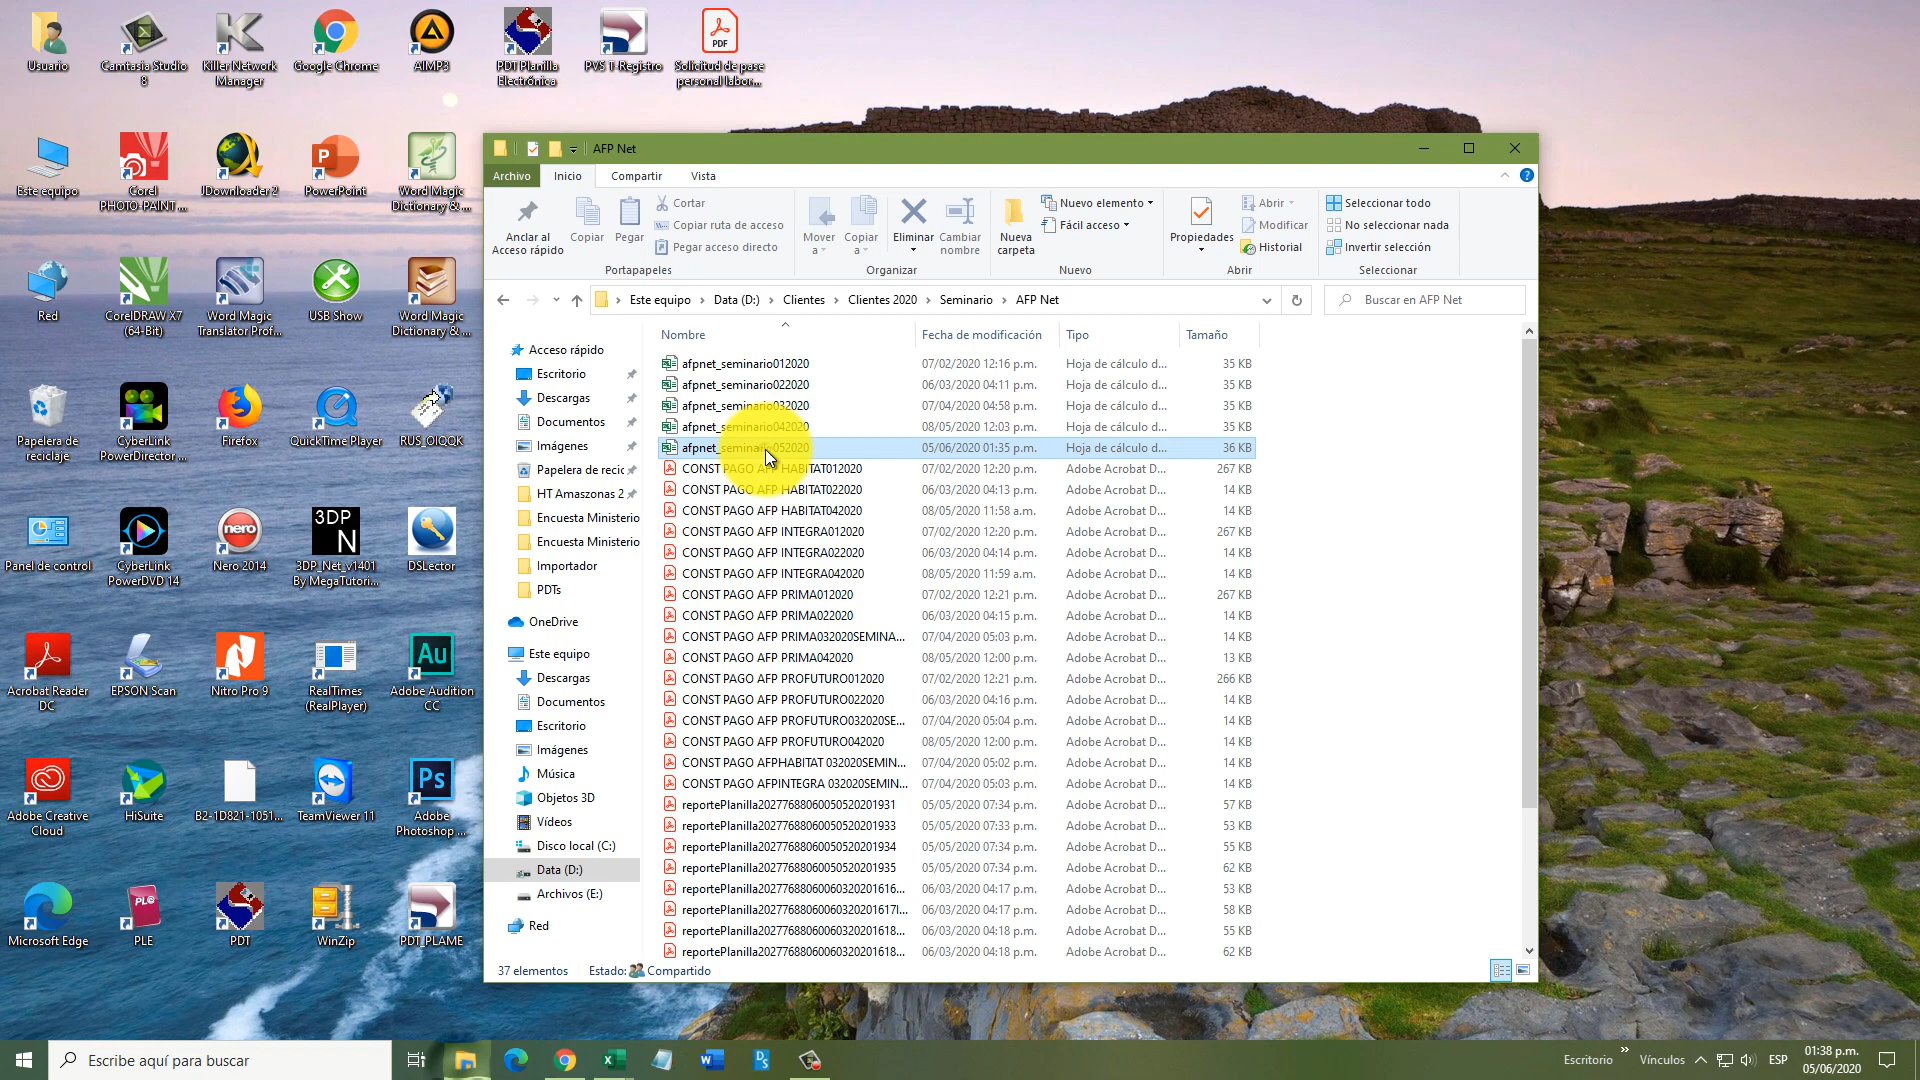 Usuario
Camtasia Studio 8
Killer Network Manager
Google Chrome
AIMP3
PDT Planilla Electrónica
PVS T-Registro
Solicitud de pase personal labor...
PDF
Este equipo
Corel PHOTO-PAINT ...
JDownloader 2
PowerPoint
Word Magic Dictionary & ...
Red
CorelDRAW X7 (64-Bit)
Word Magic Translator Prof...
USB Show
Word Magic Dictionary & ...
Papelera de reciclaje
CyberLink PowerDirector ...
Firefox
QuickTime Player
RUS_OIQQK
Panel de control
CyberLink PowerDVD 14
nero
Nero 2014
3DP
N
3DP_Net_v1401 By MegaTutori...
DSLector
Acrobat Reader DC
EPSON Scan
Nitro Pro 9
RealTimes (RealPlayer)
Au
Adobe Audition CC
Adobe Creative Cloud
HiSuite
B2-1D821-1051...
TeamViewer 11
Ps
Adobe Photoshop ...
Microsoft Edge
PLE
PDT
WinZip
PDT_PLAME
AFP Net
Archivo
Inicio
Compartir
Vista
Anclar al Acceso rápido
Copiar
Pegar
Cortar
Copiar ruta de acceso
Pegar acceso directo
Portapapeles
Mover a
Copiar a
Eliminar
Cambiar nombre
Organizar
Nueva carpeta
Nuevo elemento
Fácil acceso
Nuevo
Propiedades
Abrir
Modificar
Historial
Abrir
Seleccionar todo
No seleccionar nada
Invertir selección
Seleccionar
Este equipo > Data (D:) > Clientes > Clientes 2020 > Seminario > AFP Net
Buscar en AFP Net
Acceso rápido
Escritorio
Descargas
Documentos
Imágenes
Papelera de recic
HT Amaszonas 2
Encuesta Ministerio
Encuesta Ministerio
Importador
PDTs
OneDrive
Este equipo
Descargas
Documentos
Escritorio
Imágenes
Música
Objetos 3D
Vídeos
Disco local (C:)
Data (D:)
Archivos (E:)
Red
Nombre Fecha de modificación Tipo Tamaño
afpnet_seminario012020 07/02/2020 12:16 p.m. Hoja de cálculo d... 35 KB
afpnet_seminario022020 06/03/2020 04:11 p.m. Hoja de cálculo d... 35 KB
afpnet_seminario032020 07/04/2020 04:58 p.m. Hoja de cálculo d... 35 KB
afpnet_seminario042020 08/05/2020 12:03 p.m. Hoja de cálculo d... 35 KB
afpnet_seminario052020 05/06/2020 01:35 p.m. Hoja de cálculo d... 36 KB
CONST PAGO AFP HABITAT012020 07/02/2020 12:20 p.m. Adobe Acrobat D... 267 KB
CONST PAGO AFP HABITAT022020 06/03/2020 04:13 p.m. Adobe Acrobat D... 14 KB
CONST PAGO AFP HABITAT042020 08/05/2020 11:58 a.m. Adobe Acrobat D... 14 KB
CONST PAGO AFP INTEGRA012020 07/02/2020 12:20 p.m. Adobe Acrobat D... 267 KB
CONST PAGO AFP INTEGRA022020 06/03/2020 04:14 p.m. Adobe Acrobat D... 14 KB
CONST PAGO AFP INTEGRA042020 08/05/2020 11:59 a.m. Adobe Acrobat D... 14 KB
CONST PAGO AFP PRIMA012020 07/02/2020 12:21 p.m. Adobe Acrobat D... 267 KB
CONST PAGO AFP PRIMA022020 06/03/2020 04:15 p.m. Adobe Acrobat D... 14 KB
CONST PAGO AFP PRIMA032020SEMINA... 07/04/2020 05:03 p.m. Adobe Acrobat D... 14 KB
CONST PAGO AFP PRIMA042020 08/05/2020 12:00 p.m. Adobe Acrobat D... 13 KB
CONST PAGO AFP PROFUTURO012020 07/02/2020 12:21 p.m. Adobe Acrobat D... 266 KB
CONST PAGO AFP PROFUTURO022020 06/03/2020 04:16 p.m. Adobe Acrobat D... 14 KB
CONST PAGO AFP PROFUTURO032020SE... 07/04/2020 05:04 p.m. Adobe Acrobat D... 14 KB
CONST PAGO AFP PROFUTURO042020 08/05/2020 12:00 p.m. Adobe Acrobat D... 14 KB
CONST PAGO AFPHABITAT 032020SEMIN... 07/04/2020 05:02 p.m. Adobe Acrobat D... 14 KB
CONST PAGO AFPINTEGRA 032020SEMIN... 07/04/2020 05:03 p.m. Adobe Acrobat D... 14 KB
reportePlanilla20277688060050520201931 05/05/2020 07:34 p.m. Adobe Acrobat D... 57 KB
reportePlanilla20277688060050520201933 05/05/2020 07:33 p.m. Adobe Acrobat D... 53 KB
reportePlanilla20277688060050520201934 05/05/2020 07:34 p.m. Adobe Acrobat D... 55 KB
reportePlanilla20277688060050520201935 05/05/2020 07:34 p.m. Adobe Acrobat D... 62 KB
reportePlanilla20277688060060320201616... 06/03/2020 04:17 p.m. Adobe Acrobat D... 53 KB
reportePlanilla20277688060060320201617I... 06/03/2020 04:17 p.m. Adobe Acrobat D... 58 KB
reportePlanilla20277688060060320201618... 06/03/2020 04:18 p.m. Adobe Acrobat D... 55 KB
reportePlanilla20277688060060320201618... 06/03/2020 04:18 p.m. Adobe Acrobat D... 62 KB
37 elementos Estado: Compartido
Escribe aquí para buscar
Escritorio
Vínculos
ESP
01:38 p.m.
05/06/2020